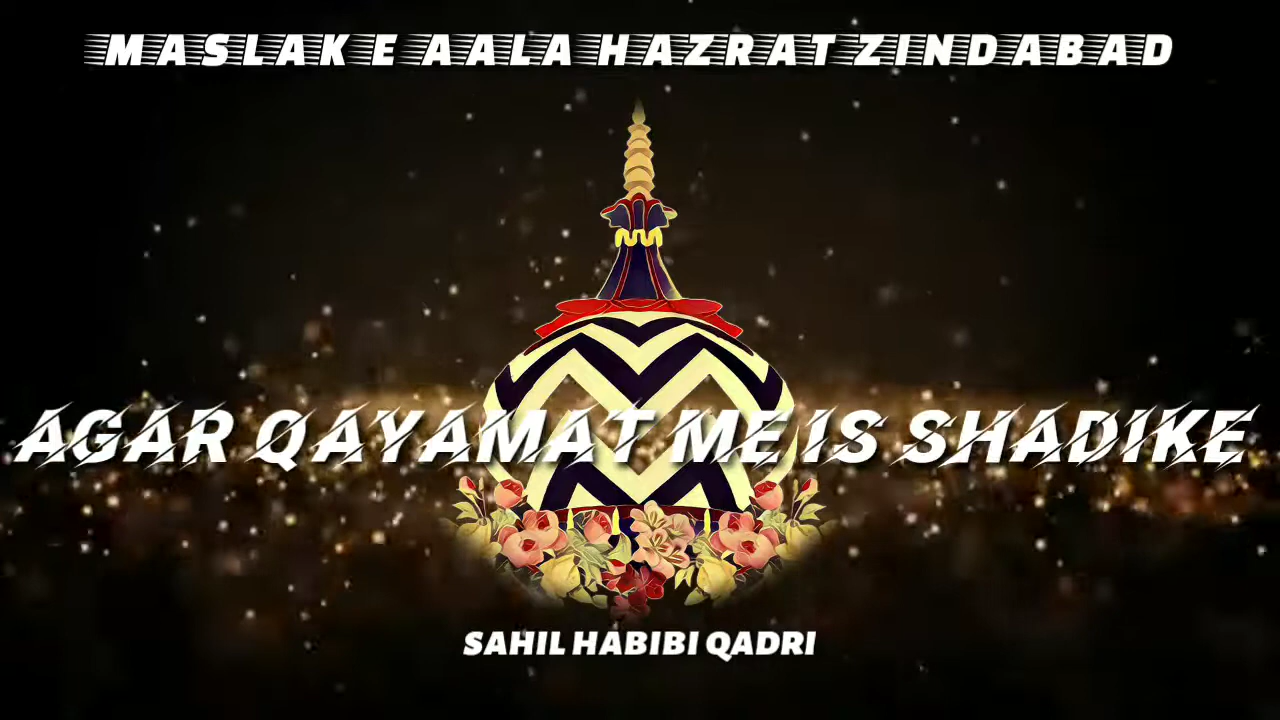 MASLAK E AALA HAZRAT ZINDABAD
AGAR QAYAMAT ME IS SHADIKE
SAHIL HABIBI QADRI